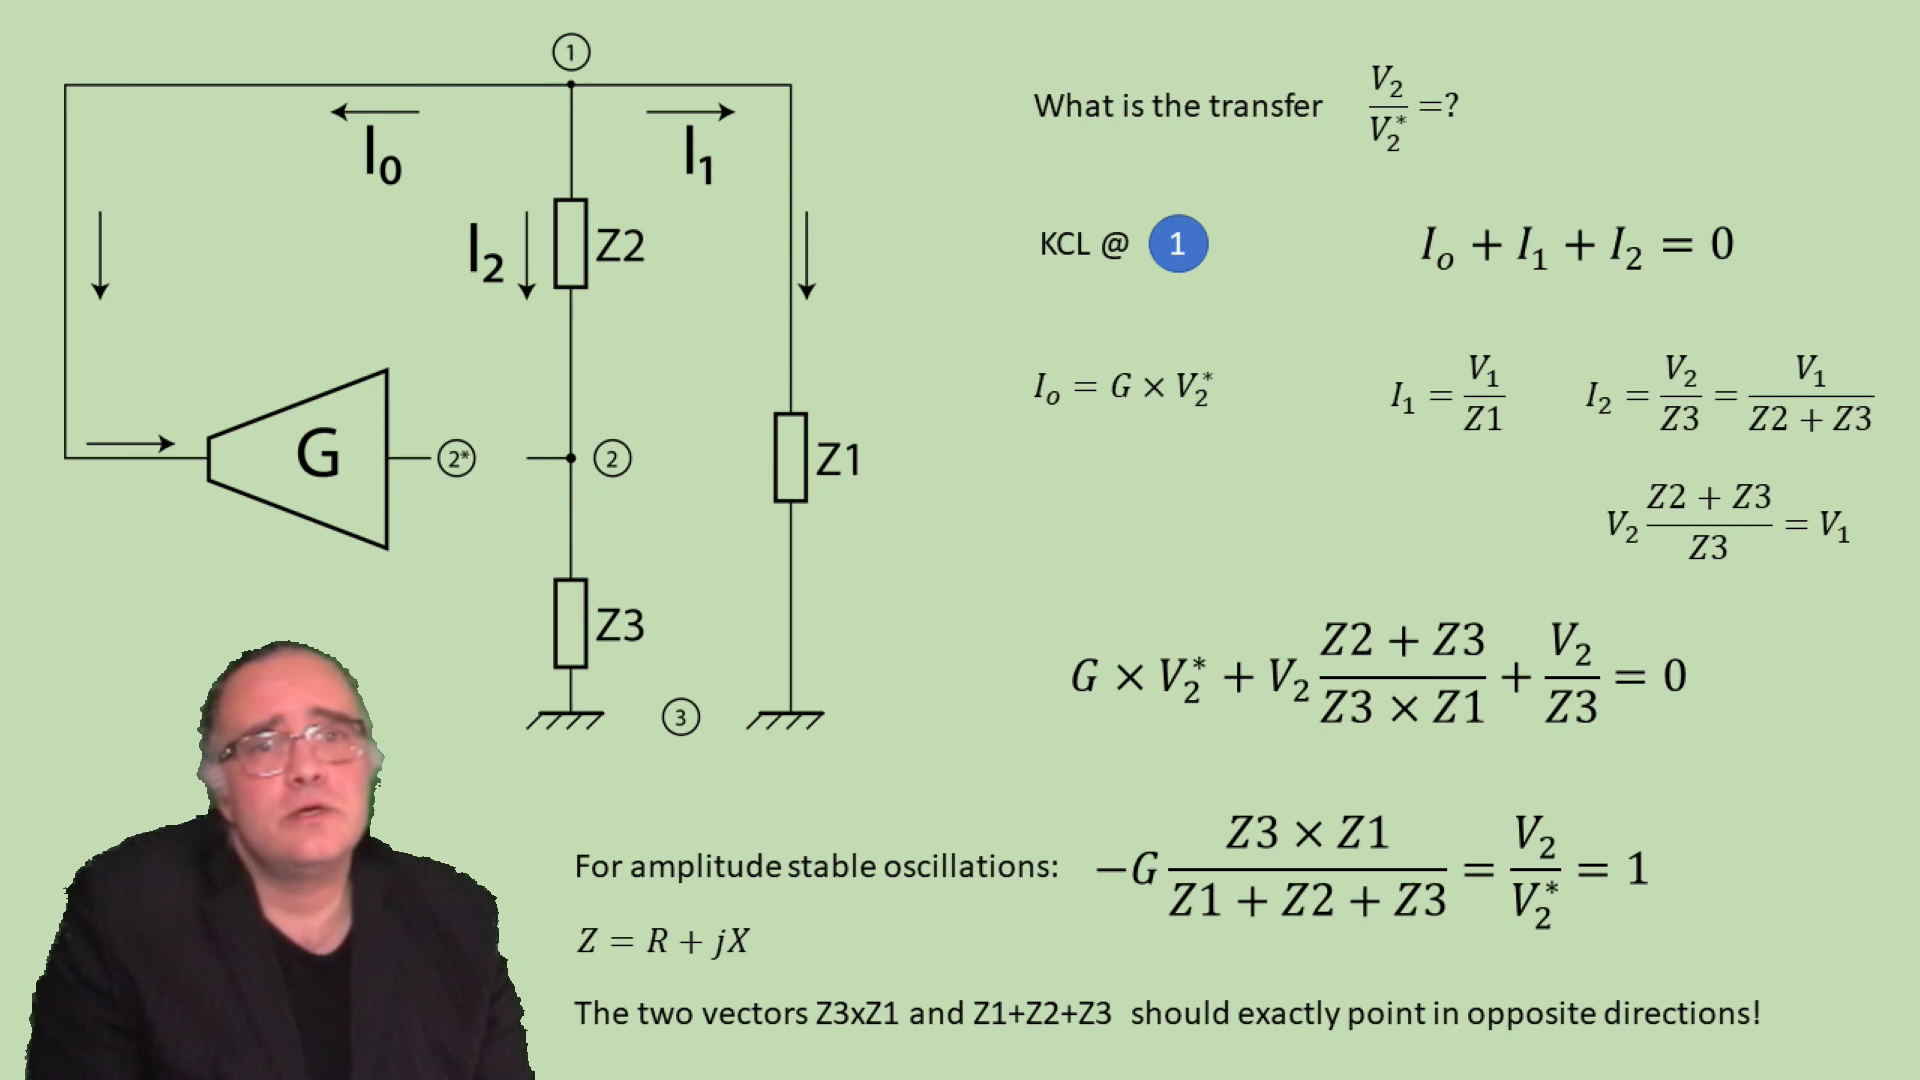 1
I0
I1
I2
Z2
G
2*
2
Z1
Z3
3
What is the transfer V₂/V₂* =?
KCL @ 1 Iₒ + I₁ + I₂ = 0
Iₒ = G × V₂* I₁ = V₁/Z1 I₂ = V₂/Z3 = V₁/(Z2 + Z3)
V₂ (Z2 + Z3)/Z3 = V₁
G × V₂* + V₂ (Z2 + Z3)/(Z3 × Z1) + V₂/Z3 = 0
For amplitude stable oscillations: −G (Z3 × Z1)/(Z1 + Z2 + Z3) = V₂/V₂* = 1
Z = R + jX
The two vectors Z3xZ1 and Z1+Z2+Z3 should exactly point in opposite directions!